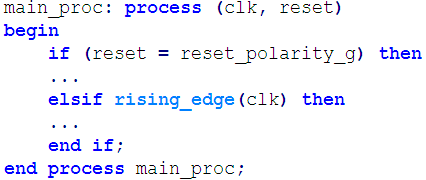 main_proc: process (clk, reset)
begin
    if (reset = reset_polarity_g) then
    ...
    elsif rising_edge(clk) then
    ...
    end if;
end process main_proc;